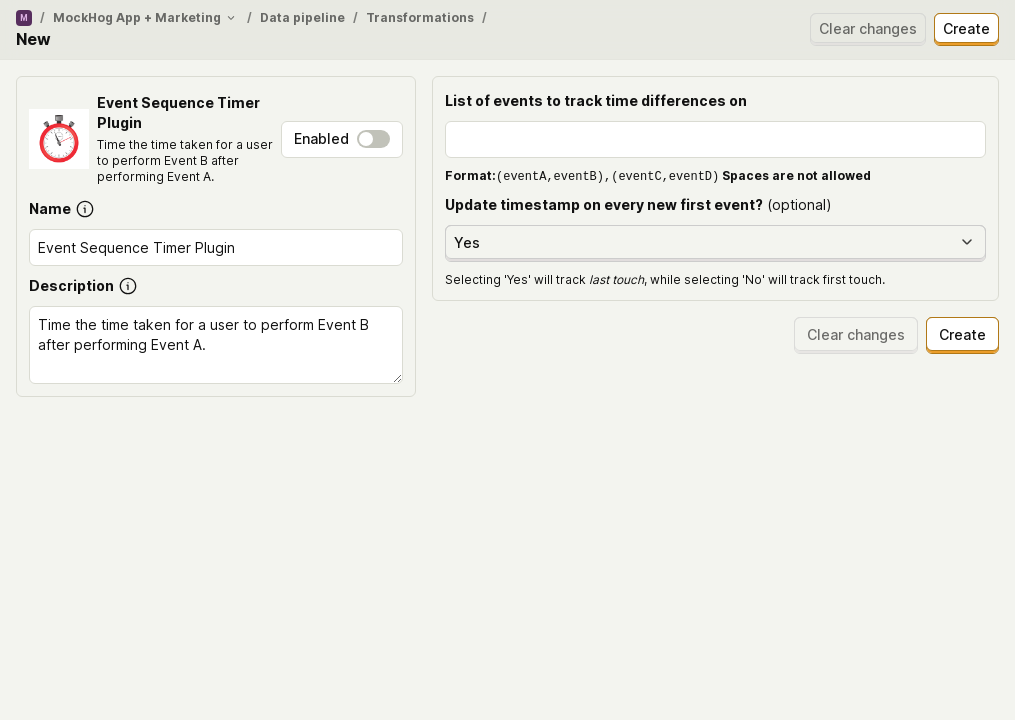 M / MockHog App + Marketing / Data pipeline / Transformations /
New
Clear changes
Create
Event Sequence Timer
Plugin
Time the time taken for a user
to perform Event B after
performing Event A.
Enabled
Name
Event Sequence Timer Plugin
Description
Time the time taken for a user to perform Event B
after performing Event A.
List of events to track time differences on
Format:(eventA,eventB),(eventC,eventD) Spaces are not allowed
Update timestamp on every new first event? (optional)
Yes
Selecting 'Yes' will track last touch, while selecting 'No' will track first touch.
Clear changes
Create